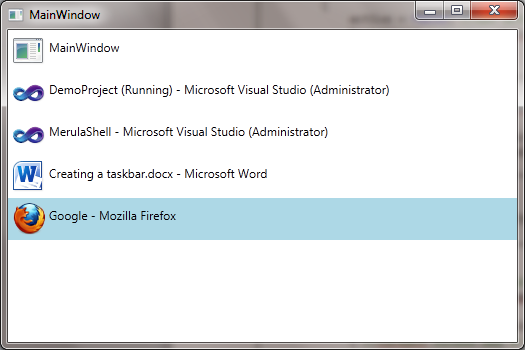 MainWindow
MainWindow
DemoProject (Running) - Microsoft Visual Studio (Administrator)
MerulaShell - Microsoft Visual Studio (Administrator)
Creating a taskbar.docx - Microsoft Word
Google - Mozilla Firefox